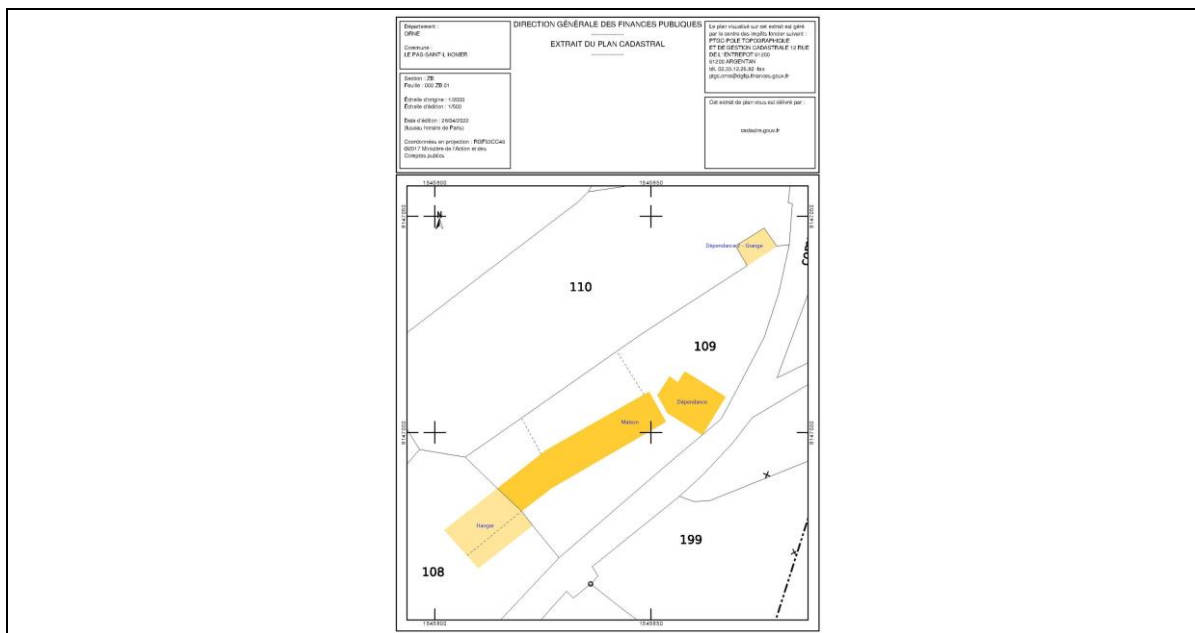 Département :
ORNE
Commune :
LE PAS-SAINT-L HOMER
Section : ZB
Feuille : 000 ZB 01
Échelle d'origine : 1/2000
Échelle d'édition : 1/500
Date d'édition : 26/04/2022
(fuseau horaire de Paris)
Coordonnées en projection : RGF93CC49
©2017 Ministère de l'Action et des
Comptes publics
DIRECTION GÉNÉRALE DES FINANCES PUBLIQUES
EXTRAIT DU PLAN CADASTRAL
Le plan visualisé sur cet extrait est géré
par le centre des impôts foncier suivant :
PTGC-POLE TOPOGRAPHIQUE
ET DE GESTION CADASTRALE 12 RUE
DE L'ENTREPOT 61200
61200 ARGENTAN
Cet extrait de plan vous est délivré par :
cadastre.gouv.fr
N
Dépendance2 - Grange
110
109
Dépendance
Maison
Hangar
108
199